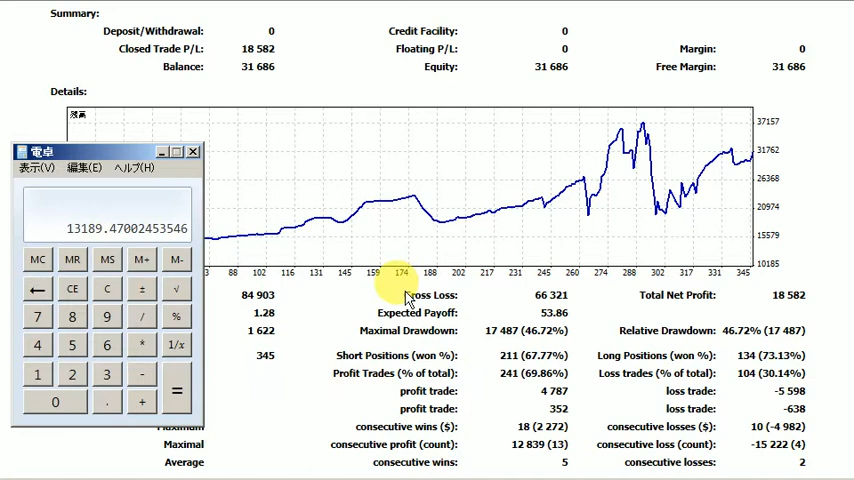 Summary:
Deposit/Withdrawal: 0 Credit Facility: 0
Closed Trade P/L: 18 582 Floating P/L: 0 Margin: 0
Balance: 31 686 Equity: 31 686 Free Margin: 31 686
Details:
残高
37157
31762
26368
20974
15579
10185
3 88 102 116 131 145 159 174 188 202 217 231 245 260 274 288 302 317 331 345
電卓
表示(V) 編集(E) ヘルプ(H)
13189.47002453546
MC MR MS M+ M-
← CE C ± √
7 8 9 / %
4 5 6 * 1/x
1 2 3 - =
0 . +
84 903 Gross Loss: 66 321 Total Net Profit: 18 582
1.28 Expected Payoff: 53.86
1 622 Maximal Drawdown: 17 487 (46.72%) Relative Drawdown: 46.72% (17 487)
345 Short Positions (won %): 211 (67.77%) Long Positions (won %): 134 (73.13%)
Profit Trades (% of total): 241 (69.86%) Loss trades (% of total): 104 (30.14%)
profit trade: 4 787 loss trade: -5 598
profit trade: 352 loss trade: -638
Maximum consecutive wins ($): 18 (2 272) consecutive losses ($): 10 (-4 982)
Maximal consecutive profit (count): 12 839 (13) consecutive loss (count): -15 222 (4)
Average consecutive wins: 5 consecutive losses: 2